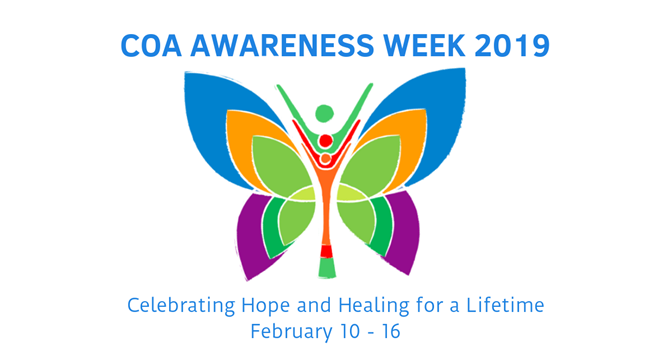 COA AWARENESS WEEK 2019
Celebrating Hope and Healing for a Lifetime
February 10 - 16